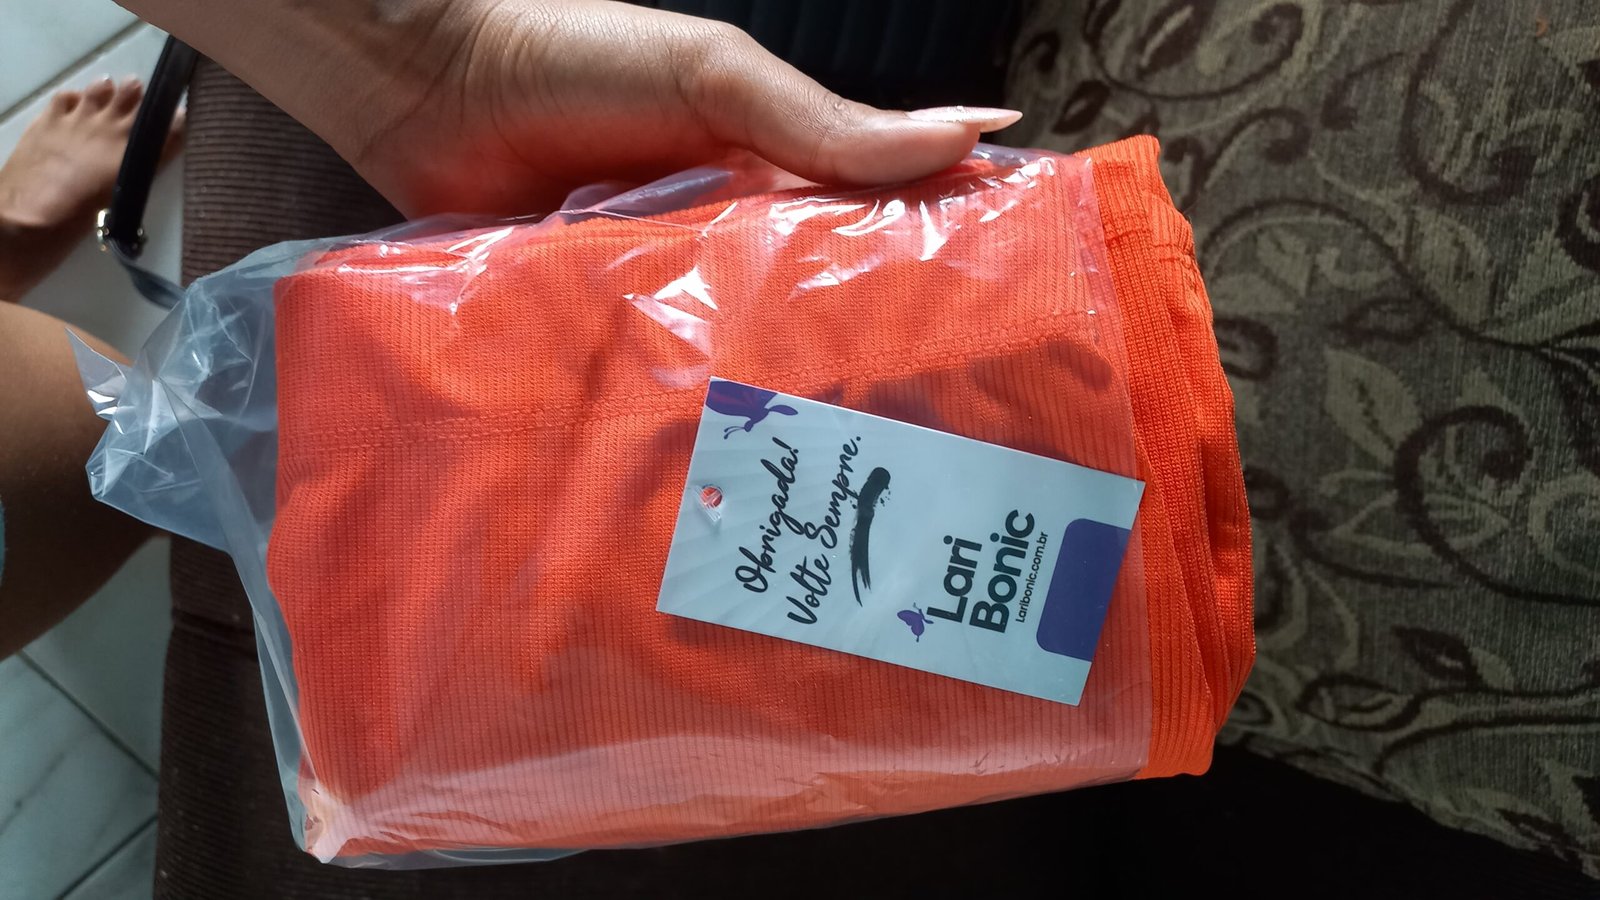 Obrigada!
Volte Sempre.
Lari
Bonic
Laribonic.com.br